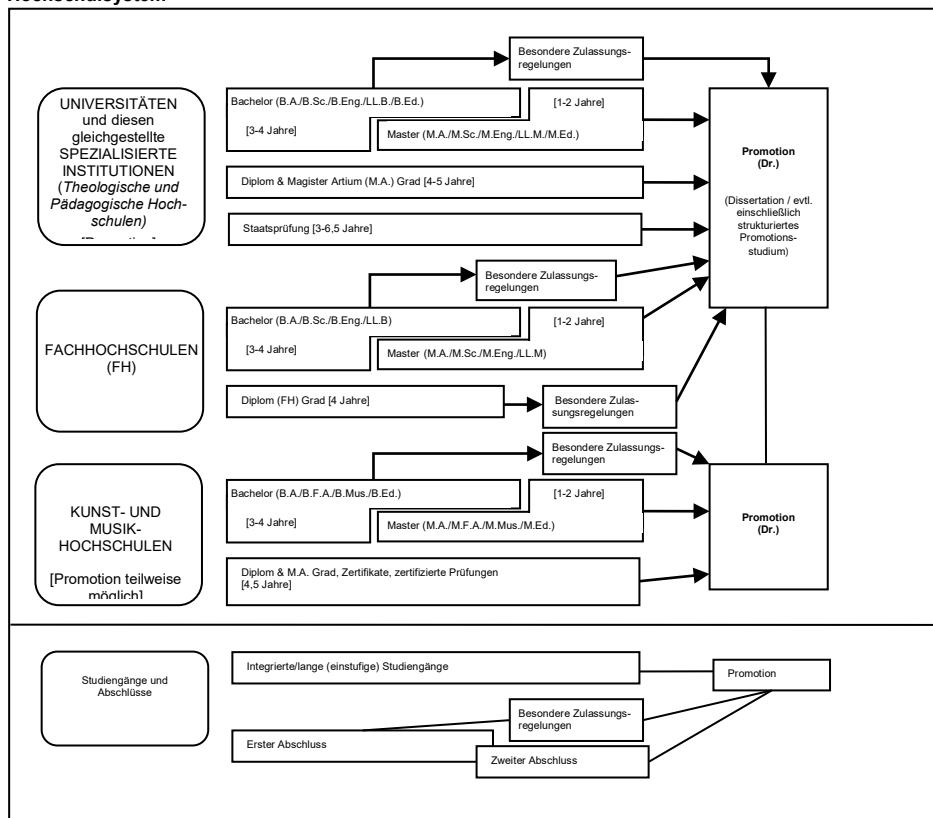 Hochschulsystem
Besondere Zulassungs-
regelungen
UNIVERSITÄTEN
und diesen
gleichgestellte
SPEZIALISIERTE
INSTITUTIONEN
(Theologische und
Pädagogische Hoch-
schulen)
Bachelor (B.A./B.Sc./B.Eng./LL.B./B.Ed.)
[3-4 Jahre]
[1-2 Jahre]
Master (M.A./M.Sc./M.Eng./LL.M./M.Ed.)
Diplom & Magister Artium (M.A.) Grad [4-5 Jahre]
Staatsprüfung [3-6,5 Jahre]
Promotion
(Dr.)
(Dissertation / evtl.
einschließlich
strukturiertes
Promotions-
studium)
Besondere Zulassungs-
regelungen
FACHHOCHSCHULEN
(FH)
Bachelor (B.A./B.Sc./B.Eng./LL.B)
[3-4 Jahre]
[1-2 Jahre]
Master (M.A./M.Sc./M.Eng./LL.M)
Diplom (FH) Grad [4 Jahre]
Besondere Zulas-
sungsregelungen
Besondere Zulassungs-
regelungen
KUNST- UND
MUSIK-
HOCHSCHULEN
[Promotion teilweise
möglich]
Bachelor (B.A./B.F.A./B.Mus./B.Ed.)
[3-4 Jahre]
[1-2 Jahre]
Master (M.A./M.F.A./M.Mus./M.Ed.)
Diplom & M.A. Grad, Zertifikate, zertifizierte Prüfungen
[4,5 Jahre]
Promotion
(Dr.)
Studiengänge und
Abschlüsse
Integrierte/lange (einstufige) Studiengänge
Promotion
Besondere Zulassungs-
regelungen
Erster Abschluss
Zweiter Abschluss